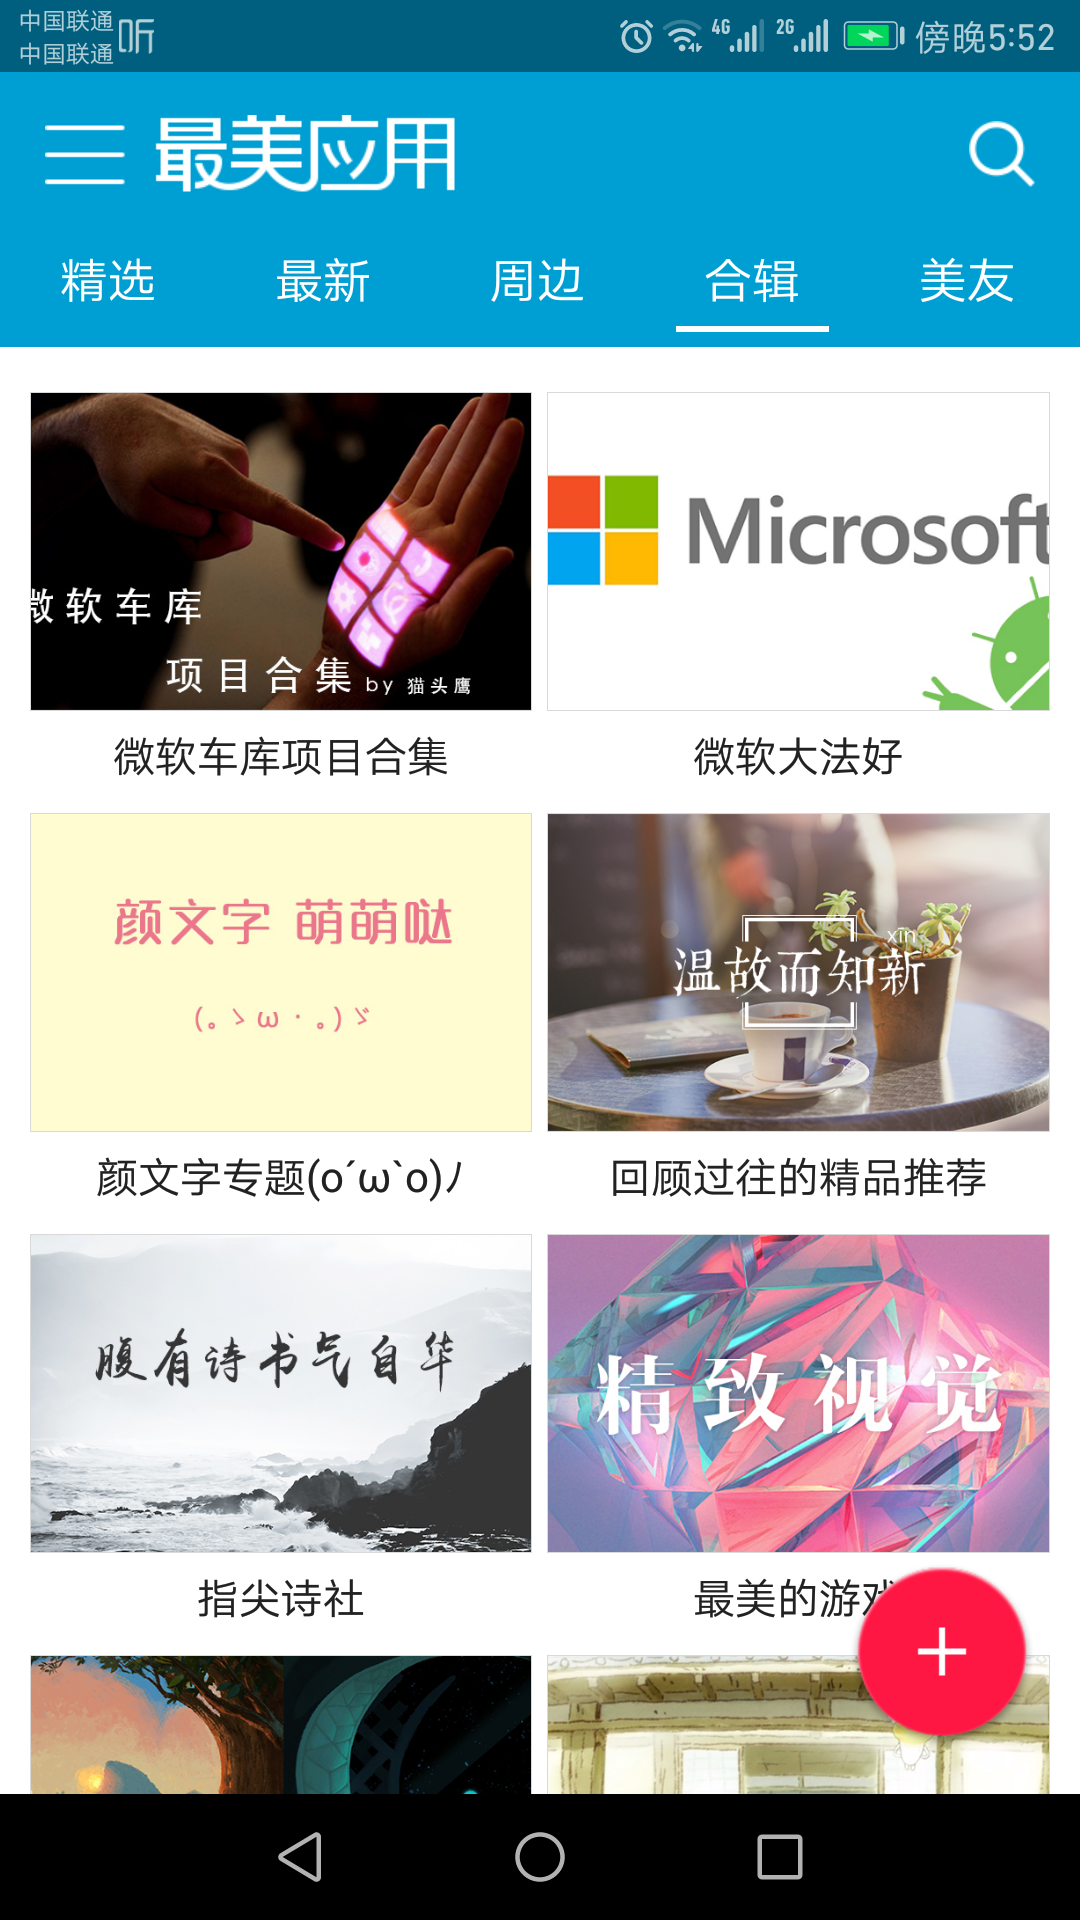 中国联通 听
中国联通
4G 2G 傍晚5:52
最美应用
精选 最新 周边 合辑 美友
微软车库
项目合集 by 猫头鹰
Microsoft
微软车库项目合集
微软大法好
颜文字 萌萌哒
(｡ゝω・｡)ゞ
xin
温故而知新
颜文字专题(o´ω`o)ﾉ
回顾过往的精品推荐
腹有诗书气自华
精致视觉
指尖诗社
最美的游戏